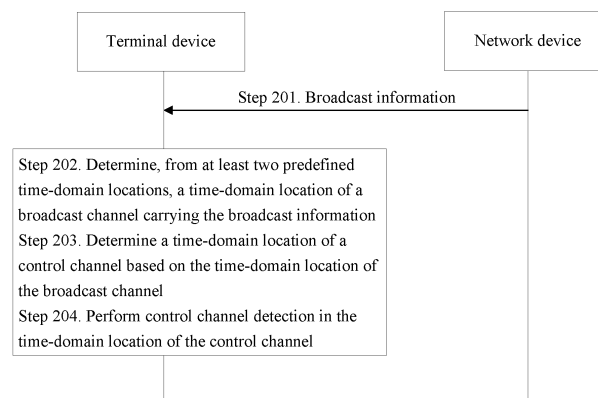 Terminal device
Network device
Step 201. Broadcast information
Step 202. Determine, from at least two predefined
time-domain locations, a time-domain location of a
broadcast channel carrying the broadcast information
Step 203. Determine a time-domain location of a
control channel based on the time-domain location of
the broadcast channel
Step 204. Perform control channel detection in the
time-domain location of the control channel